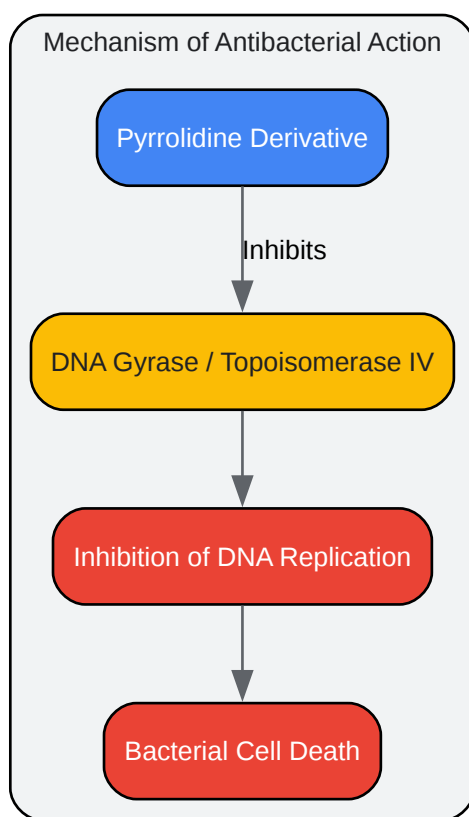 Mechanism of Antibacterial Action
Pyrrolidine Derivative
Inhibits
DNA Gyrase / Topoisomerase IV
Inhibition of DNA Replication
Bacterial Cell Death